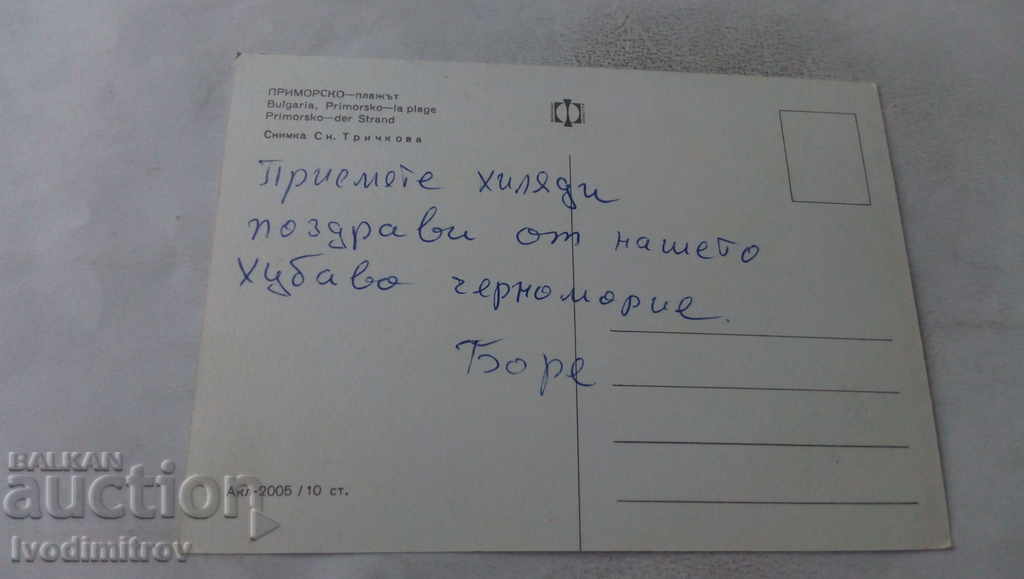 ПРИМОРСКО—плажът
Bulgaria, Primorsko—la plage
Primorsko—der Strand
Снимка Сн. Тричкова
Приемете хиляди
поздрави от нашето
хубаво черноморие.
Боре
Акл-2005 / 10 ст.
BALKAN
auction
Ivodimitrov